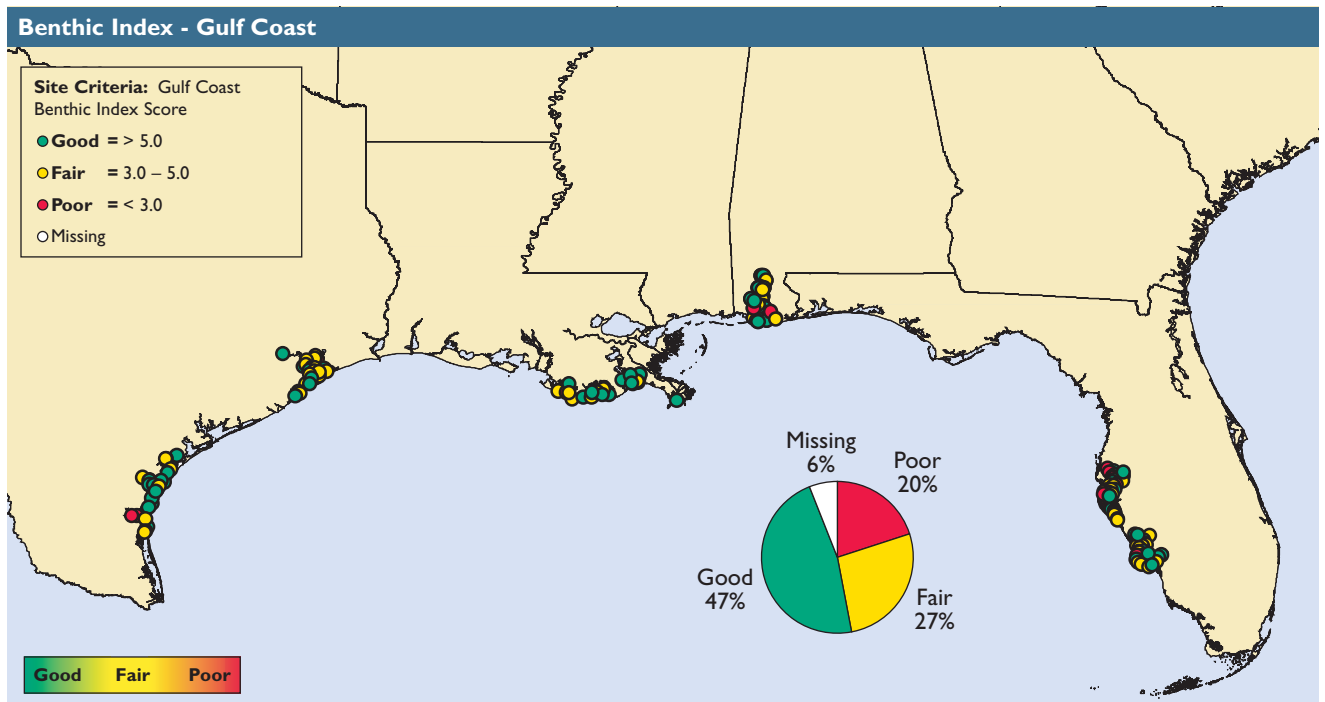 Benthic Index - Gulf Coast
Site Criteria: Gulf Coast
Benthic Index Score
Good = > 5.0
Fair = 3.0 – 5.0
Poor = < 3.0
Missing
Missing
6%
Poor
20%
Good
47%
Fair
27%
Good Fair Poor